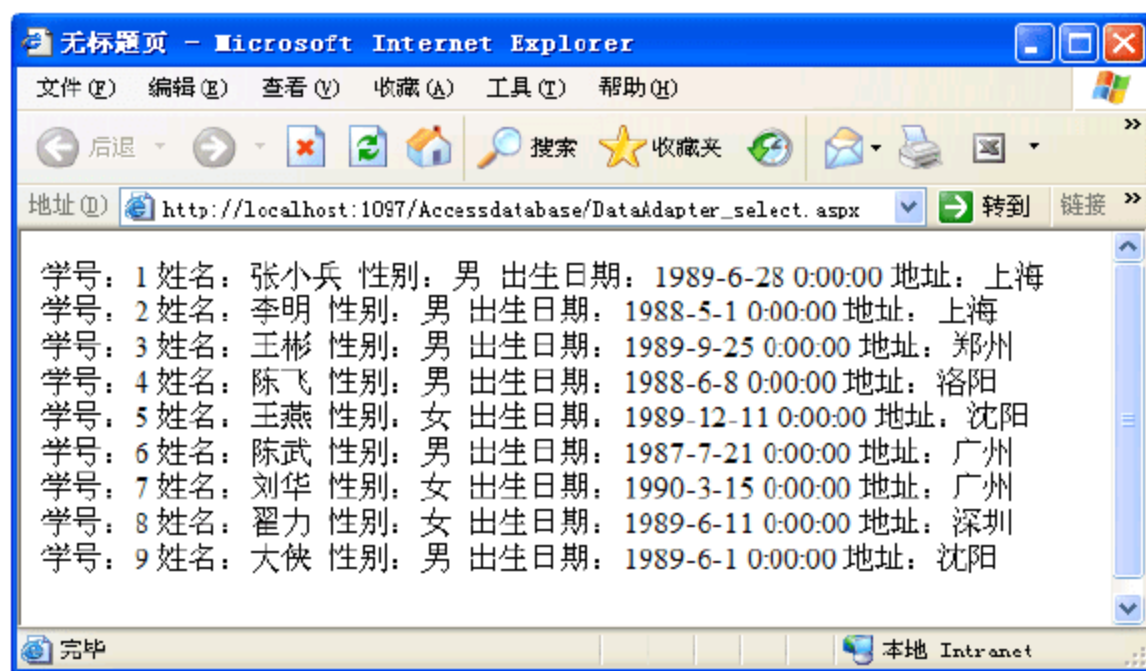 无标题页 - Microsoft Internet Explorer
文件(F) 编辑(E) 查看(V) 收藏(A) 工具(T) 帮助(H)
后退 搜索 收藏夹 »
地址(D) http://localhost:1097/Accessdatabase/DataAdapter_select.aspx 转到 链接 »
学号：1 姓名：张小兵 性别：男 出生日期：1989-6-28 0:00:00 地址：上海
学号：2 姓名：李明 性别：男 出生日期：1988-5-1 0:00:00 地址：上海
学号：3 姓名：王彬 性别：男 出生日期：1989-9-25 0:00:00 地址：郑州
学号：4 姓名：陈飞 性别：男 出生日期：1988-6-8 0:00:00 地址：洛阳
学号：5 姓名：王燕 性别：女 出生日期：1989-12-11 0:00:00 地址：沈阳
学号：6 姓名：陈武 性别：男 出生日期：1987-7-21 0:00:00 地址：广州
学号：7 姓名：刘华 性别：女 出生日期：1990-3-15 0:00:00 地址：广州
学号：8 姓名：翟力 性别：女 出生日期：1989-6-11 0:00:00 地址：深圳
学号：9 姓名：大侠 性别：男 出生日期：1989-6-1 0:00:00 地址：沈阳
完毕 本地 Intranet